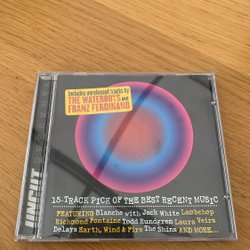 Includes unreleased tracks by
THE WATERBOYS and
FRANZ FERDINAND
UNCUT
15-TRACK PICK OF THE BEST RECENT MUSIC
FEATURING Blanche with Jack White Lambchop
Richmond Fontaine Todd Rundgren Laura Veirs
Delays Earth, Wind & Fire The Shins AND MORE...